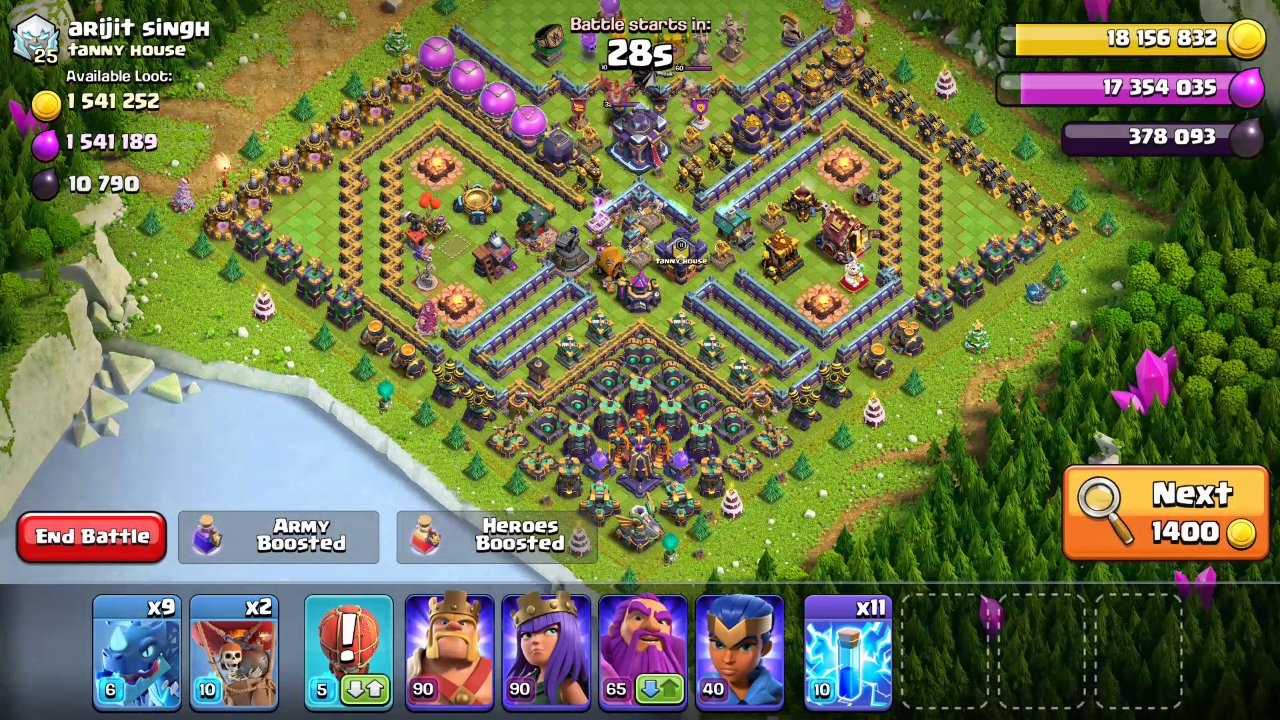 25
arijit singh
tanny house
Available Loot:
1 541 252
1 541 189
10 790
Battle starts in:
28s
18 156 832
17 354 035
378 093
TANNY HOUSE
Next
1400
End Battle
Army
Boosted
Heroes
Boosted
x9
6
x2
10
!
5
90
90
65
40
x11
10